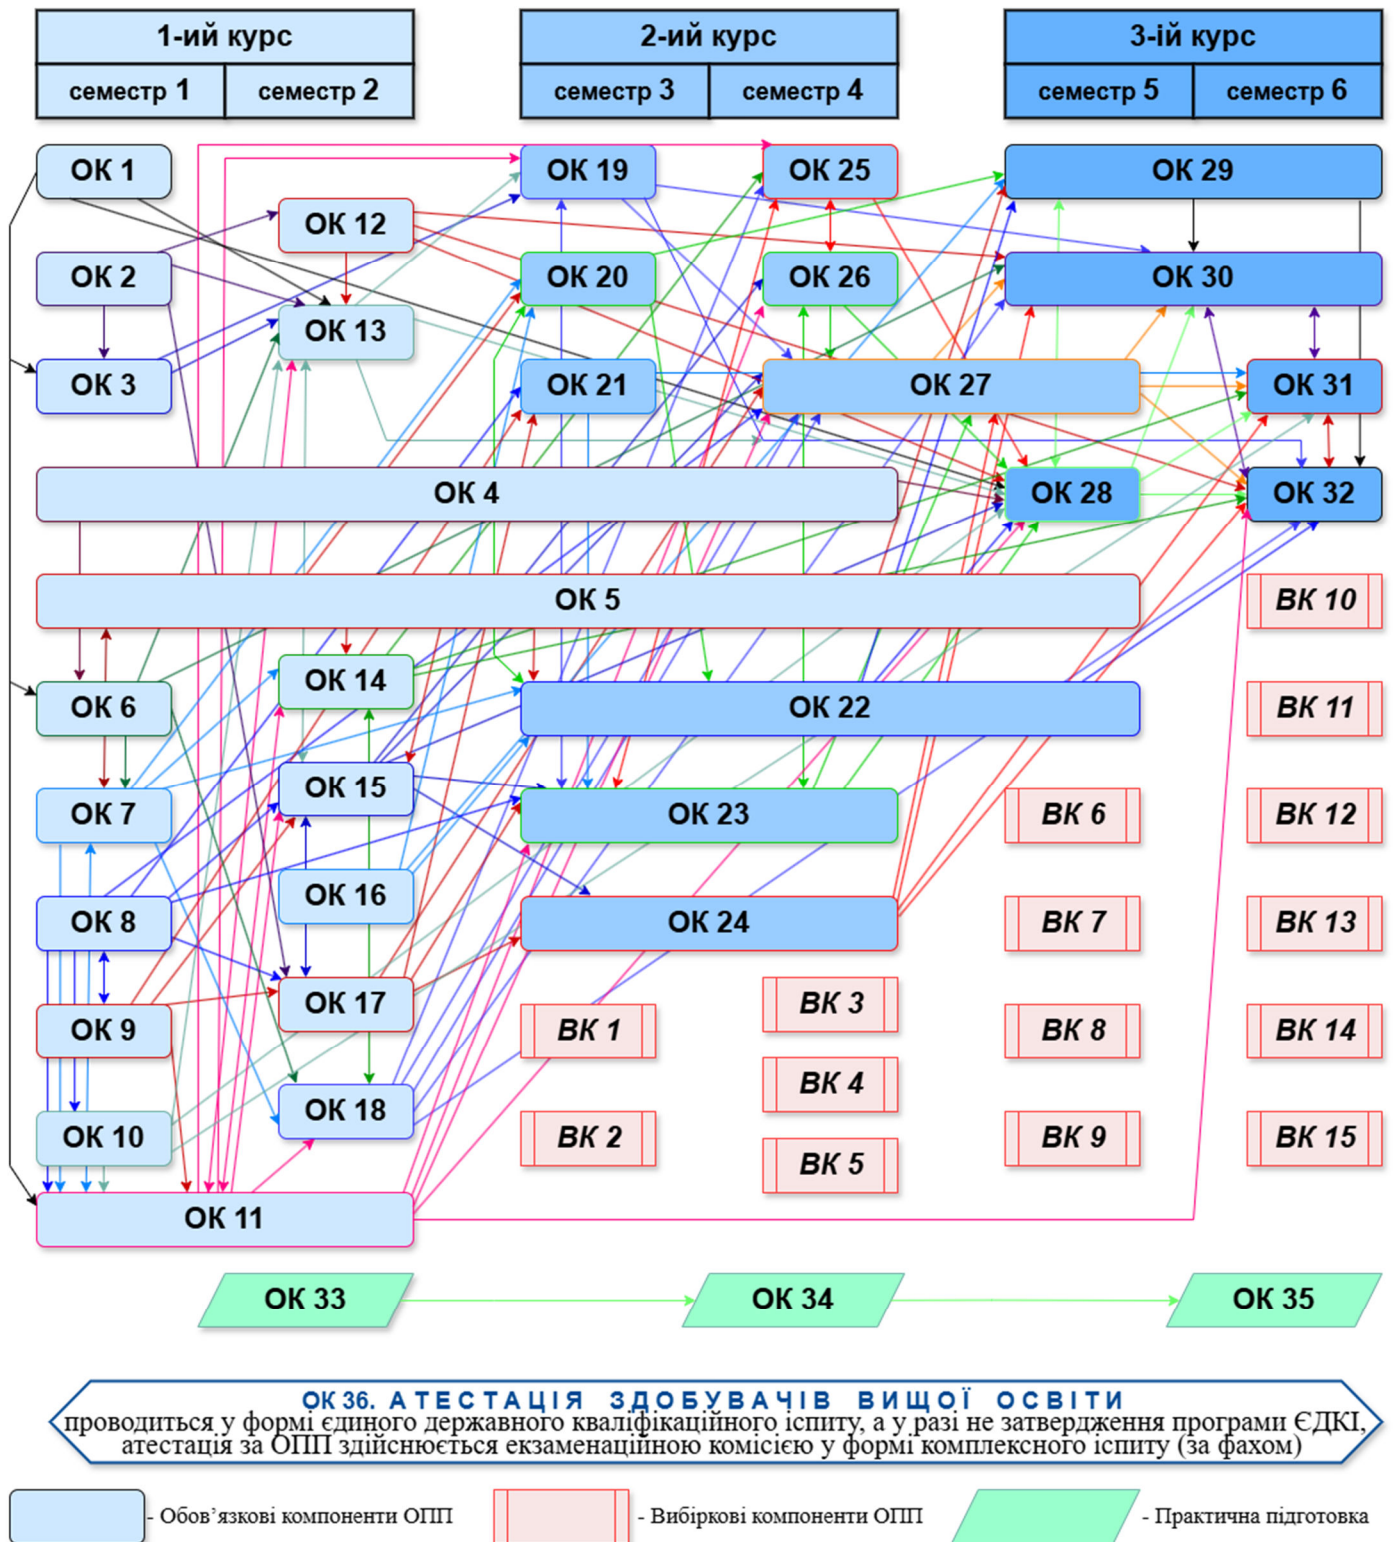 1-ий курс
2-ий курс
3-ій курс
семестр 1
семестр 2
семестр 3
семестр 4
семестр 5
семестр 6
ОК 1
ОК 19
ОК 25
ОК 29
ОК 12
ОК 2
ОК 20
ОК 26
ОК 30
ОК 13
ОК 3
ОК 21
ОК 27
ОК 31
ОК 4
ОК 28
ОК 32
ОК 5
ВК 10
ОК 14
ОК 6
ОК 22
ВК 11
ОК 15
ОК 7
ОК 23
ВК 6
ВК 12
ОК 16
ОК 8
ОК 24
ВК 7
ВК 13
ОК 17
ВК 3
ОК 9
ВК 1
ВК 8
ВК 14
ВК 4
ОК 18
ОК 10
ВК 2
ВК 9
ВК 15
ВК 5
ОК 11
ОК 33
ОК 34
ОК 35
ОК 36. АТЕСТАЦІЯ ЗДОБУВАЧІВ ВИЩОЇ ОСВІТИ
проводиться у формі єдиного державного кваліфікаційного іспиту, а у разі не затвердження програми ЄДКІ,
атестація за ОПП здійснюється екзаменаційною комісією у формі комплексного іспиту (за фахом)
- Обов’язкові компоненти ОПП
- Вибіркові компоненти ОПП
- Практична підготовка